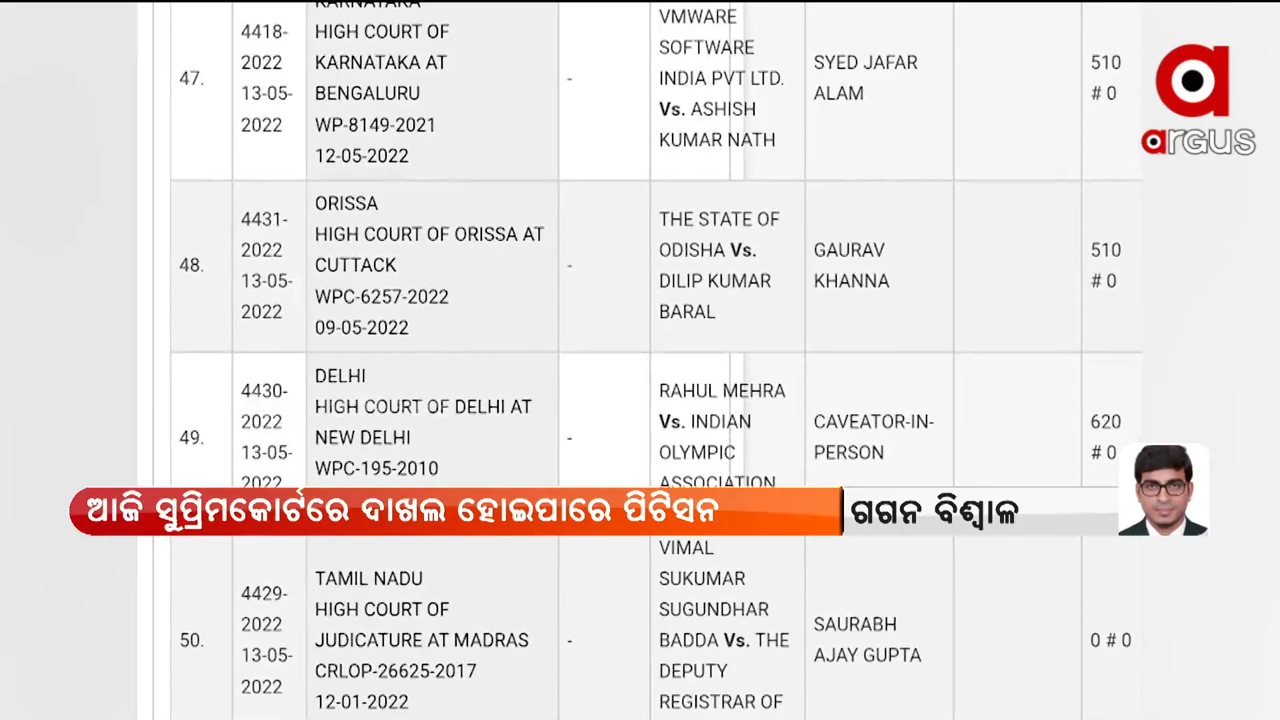 KARNATAKA
47.
4418-
2022
13-05-
2022
HIGH COURT OF
KARNATAKA AT
BENGALURU
WP-8149-2021
12-05-2022
-
VMWARE
SOFTWARE
INDIA PVT LTD.
Vs. ASHISH
KUMAR NATH
SYED JAFAR
ALAM
510
# 0
argus
48.
4431-
2022
13-05-
2022
ORISSA
HIGH COURT OF ORISSA AT
CUTTACK
WPC-6257-2022
09-05-2022
-
THE STATE OF
ODISHA Vs.
DILIP KUMAR
BARAL
GAURAV
KHANNA
510
# 0
49.
4430-
2022
13-05-
2022
DELHI
HIGH COURT OF DELHI AT
NEW DELHI
WPC-195-2010
-
RAHUL MEHRA
Vs. INDIAN
OLYMPIC
ASSOCIATION
CAVEATOR-IN-
PERSON
620
# 0
ଆଜି ସୁପ୍ରିମକୋର୍ଟରେ ଦାଖଲ ହୋଇପାରେ ପିଟିସନ
ଗଗନ ବିଶ୍ୱାଳ
50.
4429-
2022
13-05-
2022
TAMIL NADU
HIGH COURT OF
JUDICATURE AT MADRAS
CRLOP-26625-2017
12-01-2022
-
VIMAL
SUKUMAR
SUGUNDHAR
BADDA Vs. THE
DEPUTY
REGISTRAR OF
SAURABH
AJAY GUPTA
0 # 0